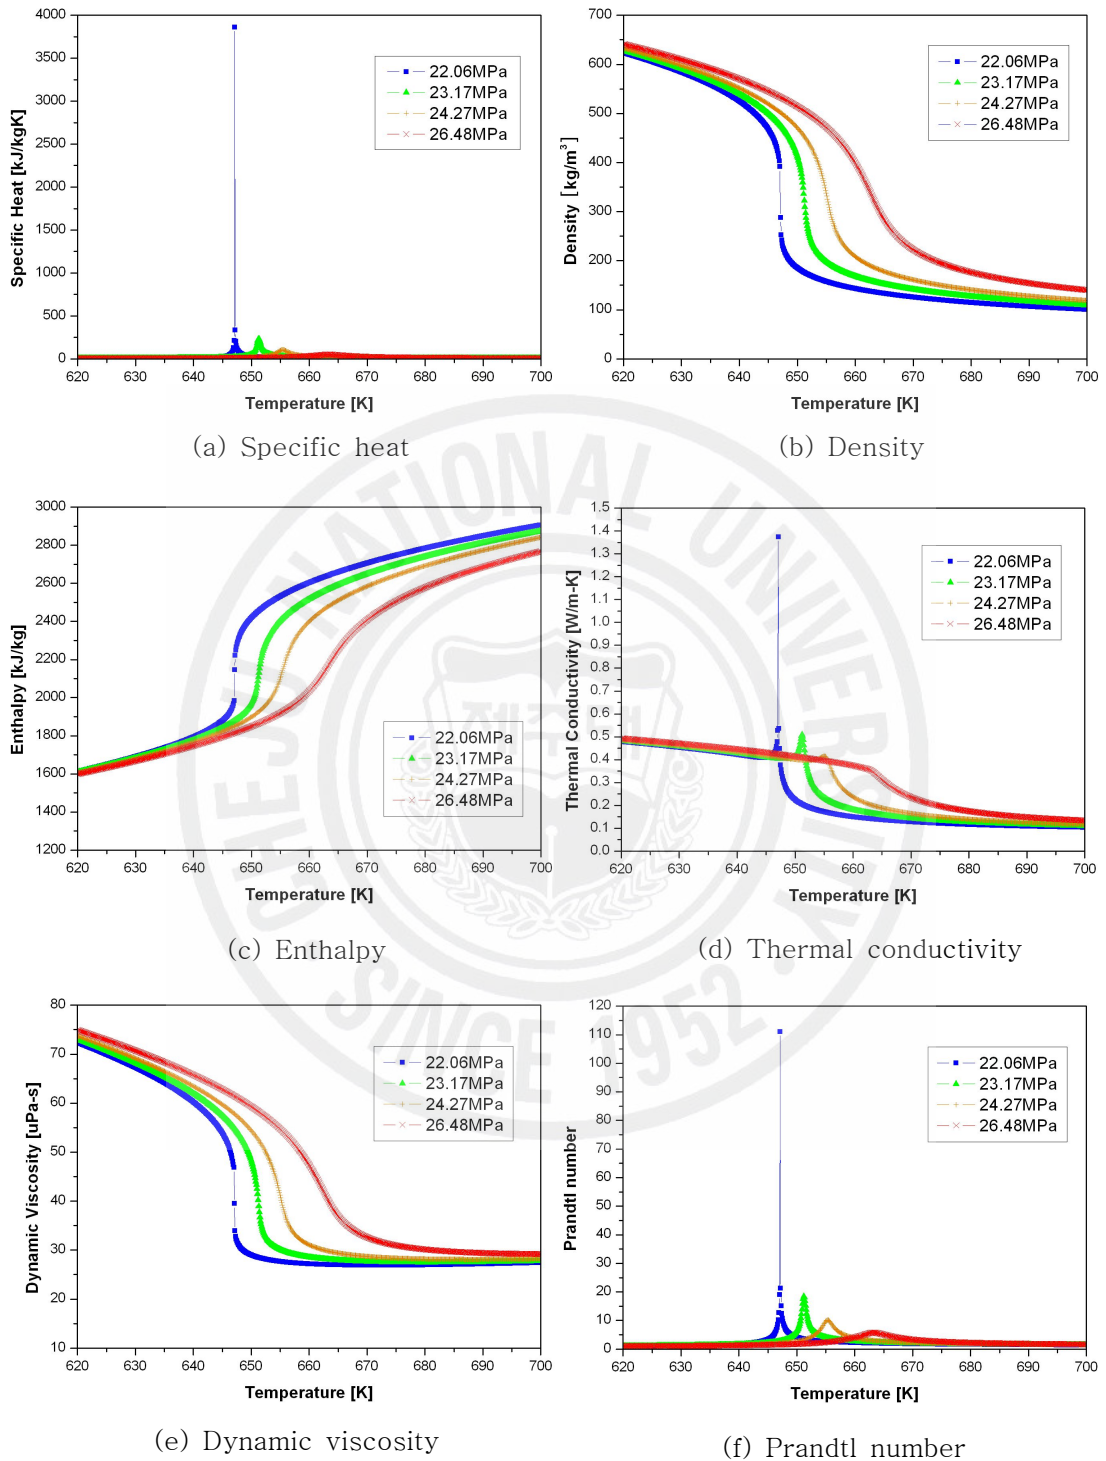 4000
3500
3000
2500
2000
1500
1000
500
0
Specific Heat [kJ/kgK]
22.06MPa
23.17MPa
24.27MPa
26.48MPa
620 630 640 650 660 670 680 690 700
Temperature [K]
(a) Specific heat
700
600
500
400
300
200
100
0
Density [kg/m³]
22.06MPa
23.17MPa
24.27MPa
26.48MPa
620 630 640 650 660 670 680 690 700
Temperature [K]
(b) Density
3000
2800
2600
2400
2200
2000
1800
1600
1400
1200
Enthalpy [kJ/kg]
22.06MPa
23.17MPa
24.27MPa
26.48MPa
620 630 640 650 660 670 680 690 700
Temperature [K]
(c) Enthalpy
1.5
1.4
1.3
1.2
1.1
1.0
0.9
0.8
0.7
0.6
0.5
0.4
0.3
0.2
0.1
0.0
Thermal Conductivity [W/m-K]
22.06MPa
23.17MPa
24.27MPa
26.48MPa
620 630 640 650 660 670 680 690 700
Temperature [K]
(d) Thermal conductivity
80
70
60
50
40
30
20
10
Dynamic Viscosity [uPa-s]
22.06MPa
23.17MPa
24.27MPa
26.48MPa
620 630 640 650 660 670 680 690 700
Temperature [K]
(e) Dynamic viscosity
120
110
100
90
80
70
60
50
40
30
20
10
0
Prandtl number
22.06MPa
23.17MPa
24.27MPa
26.48MPa
620 630 640 650 660 670 680 690 700
Temperature [K]
(f) Prandtl number
CHEJU NATIONAL UNIVERSITY
SINCE 1952